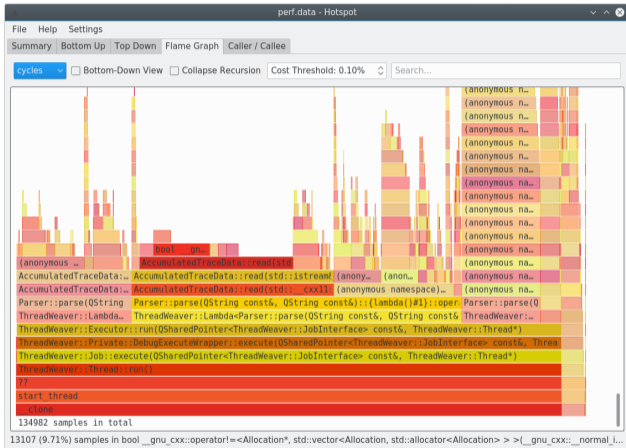 perf.data - Hotspot
File Help Settings
Summary Bottom Up Top Down Flame Graph Caller / Callee
cycles Bottom-Down View Collapse Recursion Cost Threshold: 0.10% Search...
(anonymous n…
(anonymous n…
(anonymous n…
(anonymous n…
(anonymous n…
(anonymous n…
(anonymous na…
(anonymous na…
(anonymous na…
(anonymous na…
(anonymous na…
(anonymous na…
bool __gn… (anonymous na…
(anonymous … AccumulatedTraceData::read(std (anonymous na…
AccumulatedTraceData:… AccumulatedTraceData::read(std::istream& (anony… (anon… (anonymous na…
AccumulatedTraceData:… AccumulatedTraceData::read(std::__cxx11: (anonymous namespace)… (anonymous na…
Parser::parse(QString Parser::parse(QString const&, QString const&)::{lambda()#1}::oper… Parser::parse(Q
ThreadWeaver::Lambda… ThreadWeaver::Lambda<Parser::parse(QString const&, QString const& ThreadWeaver:…
ThreadWeaver::Executor::run(QSharedPointer<ThreadWeaver::JobInterface> const&, ThreadWeaver::Thread*)
ThreadWeaver::Private::DebugExecuteWrapper::execute(QSharedPointer<ThreadWeaver::JobInterface> const&, Threa
ThreadWeaver::Job::execute(QSharedPointer<ThreadWeaver::JobInterface> const&, ThreadWeaver::Thread*)
ThreadWeaver::Thread::run()
??
start_thread
__clone
134982 samples in total
13107 (9.71%) samples in bool __gnu_cxx::operator!=<Allocation*, std::vector<Allocation, std::allocator<Allocation> > >(__gnu_cxx::__normal_i…